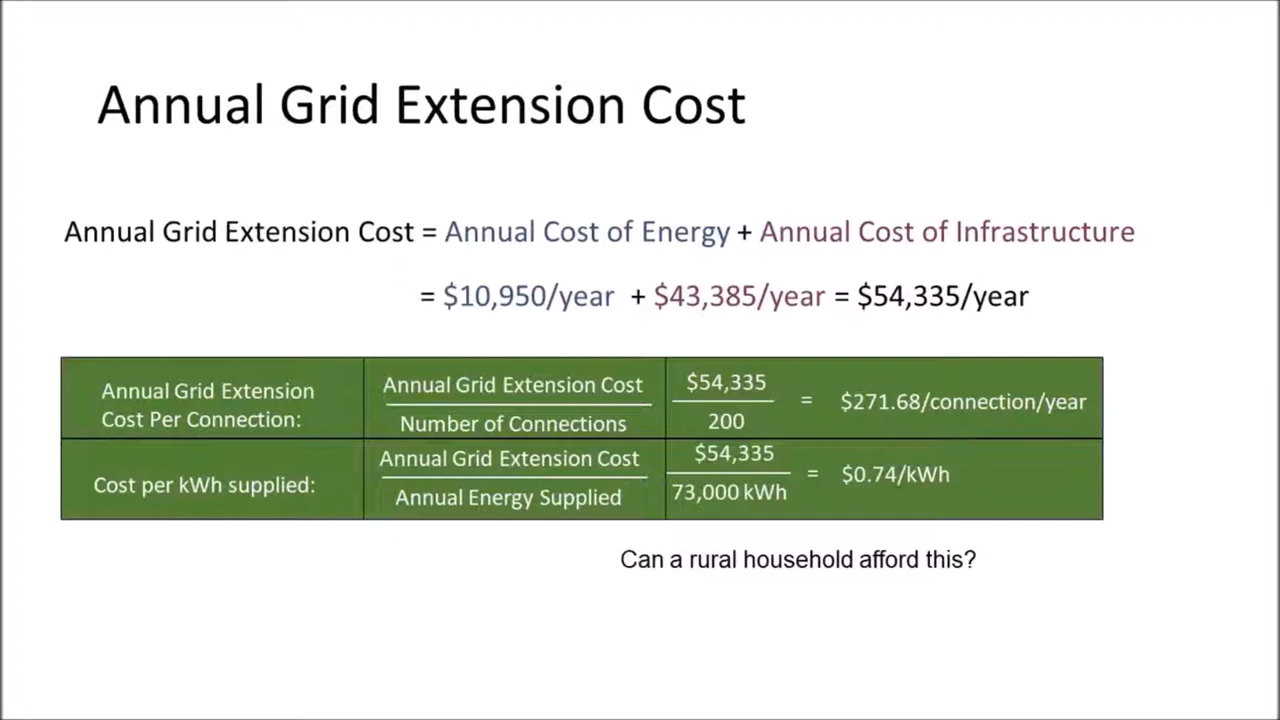 Annual Grid Extension Cost
Annual Grid Extension Cost = Annual Cost of Energy + Annual Cost of Infrastructure
= $10,950/year + $43,385/year = $54,335/year
Annual Grid Extension
Cost Per Connection:
Annual Grid Extension Cost
Number of Connections
$54,335
200
= $271.68/connection/year
Cost per kWh supplied:
Annual Grid Extension Cost
Annual Energy Supplied
$54,335
73,000 kWh
= $0.74/kWh
Can a rural household afford this?